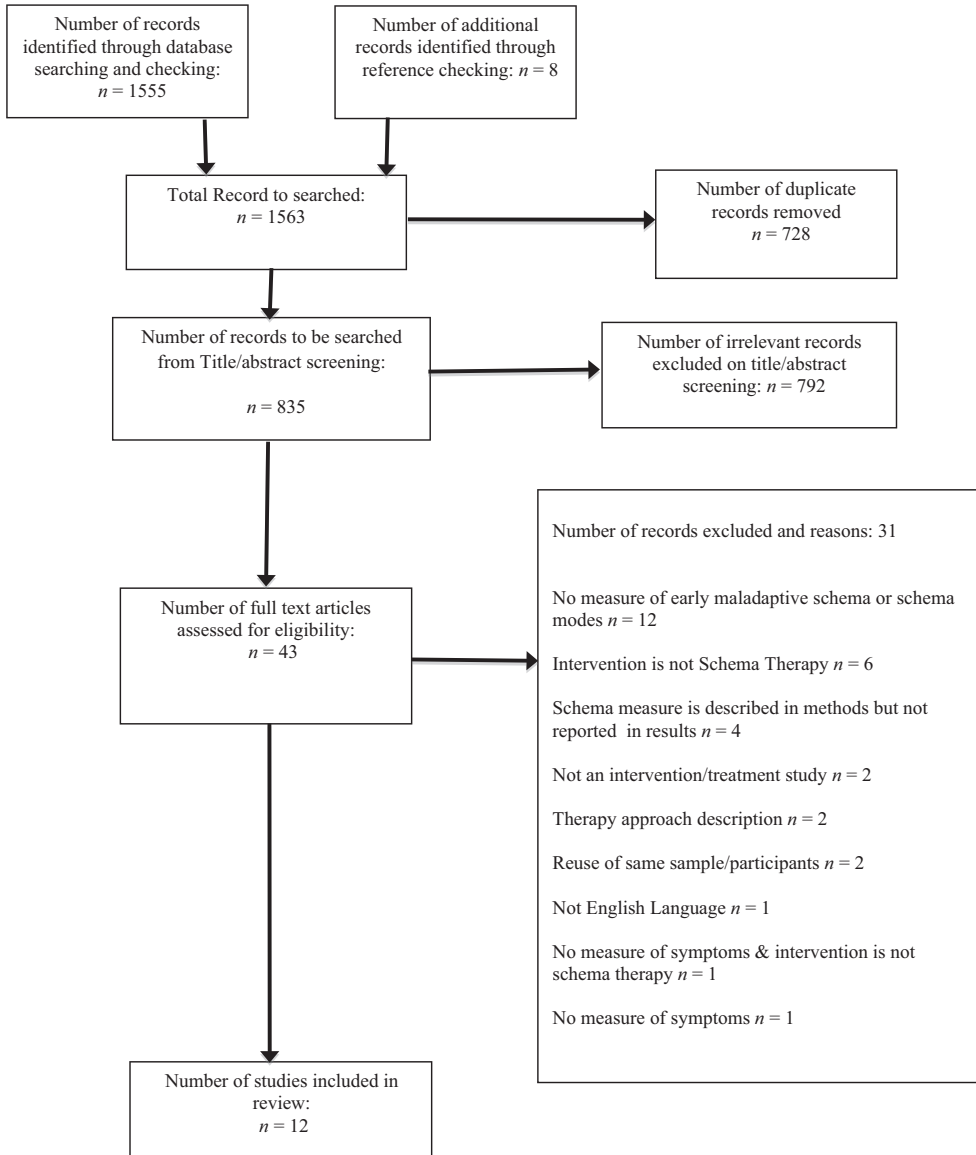 Number of records
identified through database
searching and checking:
n = 1555
Number of additional
records identified through
reference checking: n = 8
Total Record to searched:
n = 1563
Number of duplicate
records removed
n = 728
Number of records to be searched
from Title/abstract screening:
n = 835
Number of irrelevant records
excluded on title/abstract
screening: n = 792
Number of full text articles
assessed for eligibility:
n = 43
Number of records excluded and reasons: 31
No measure of early maladaptive schema or schema
modes n = 12
Intervention is not Schema Therapy n = 6
Schema measure is described in methods but not
reported in results n = 4
Not an intervention/treatment study n = 2
Therapy approach description n = 2
Reuse of same sample/participants n = 2
Not English Language n = 1
No measure of symptoms & intervention is not
schema therapy n = 1
No measure of symptoms n = 1
Number of studies included in
review:
n = 12